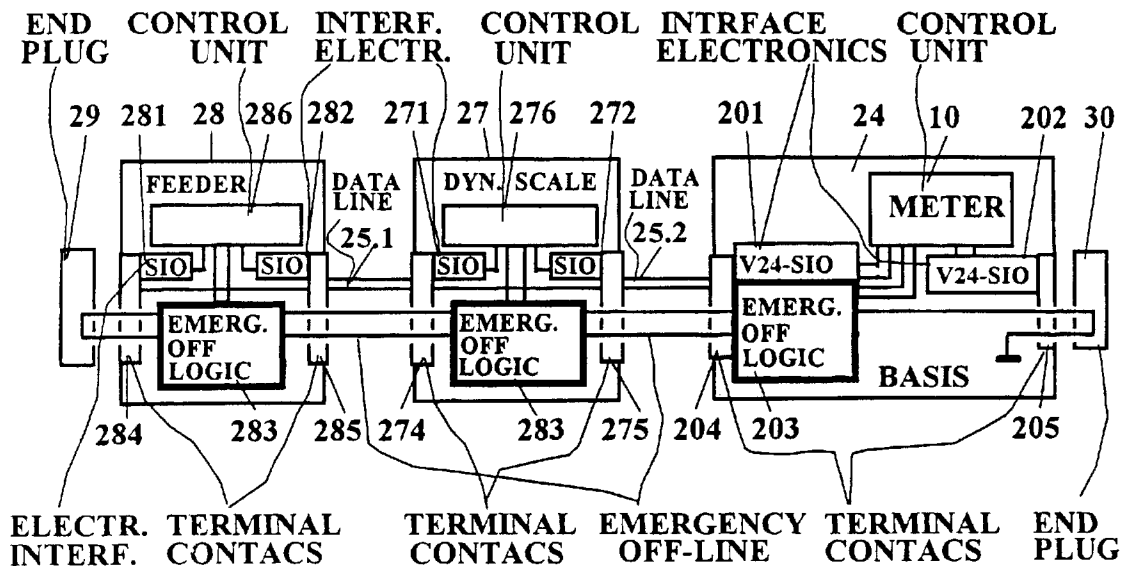 END PLUG
CONTROL UNIT
INTERF. ELECTR.
CONTROL UNIT
INTRFACE ELECTRONICS
CONTROL UNIT
29 281 28 286 282 271 27 276 272 201 24 10 202 30
FEEDER
DATA LINE
25.1
DYN. SCALE
DATA LINE
25.2
METER
SIO
SIO
SIO
SIO
V24-SIO
V24-SIO
EMERG. OFF LOGIC
EMERG. OFF LOGIC
EMERG. OFF LOGIC
BASIS
284 283 285 274 283 275 204 203 205
ELECTR. INTERF.
TERMINAL CONTACS
TERMINAL CONTACS
EMERGENCY OFF-LINE
TERMINAL CONTACS
END PLUG